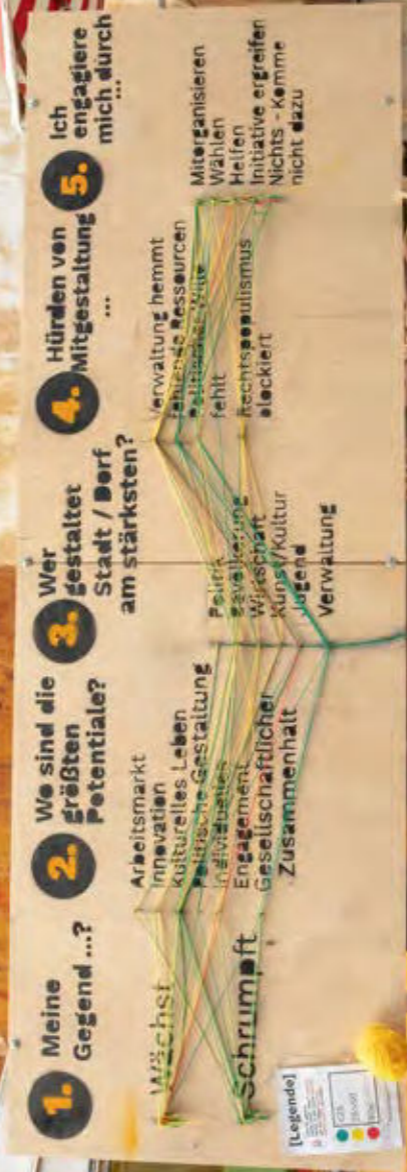 1.
Meine
Gegend ...?
Wächst
Schrumpft
2.
Wo sind die
größten
Potentiale?
Arbeitsmarkt
Innovation
Kulturelles Leben
Politische Gestaltung
Individuelles
Engagement
Gesellschaftlicher
Zusammenhalt
3.
Wer
gestaltet
Stadt / Dorf
am stärksten?
Politik
Bevölkerung
Wirtschaft
Kunst/Kultur
Jugend
Verwaltung
4.
Hürden von
Mitgestaltung
...
Verwaltung hemmt
fehlende Ressourcen
Politischer Wille
fehlt
Rechtspopulismus
blockiert
5.
Ich
engagiere
mich durch
...
Mitorganisieren
Wählen
Helfen
Initiative ergreifen
Nichts - Komme
nicht dazu
[Legende]